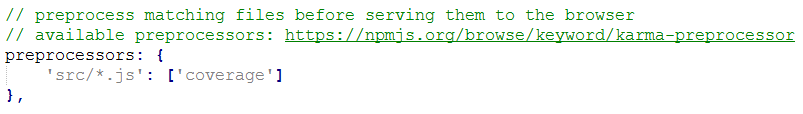 // preprocess matching files before serving them to the browser
// available preprocessors: https://npmjs.org/browse/keyword/karma-preprocessor
preprocessors: {
    'src/*.js': ['coverage']
},